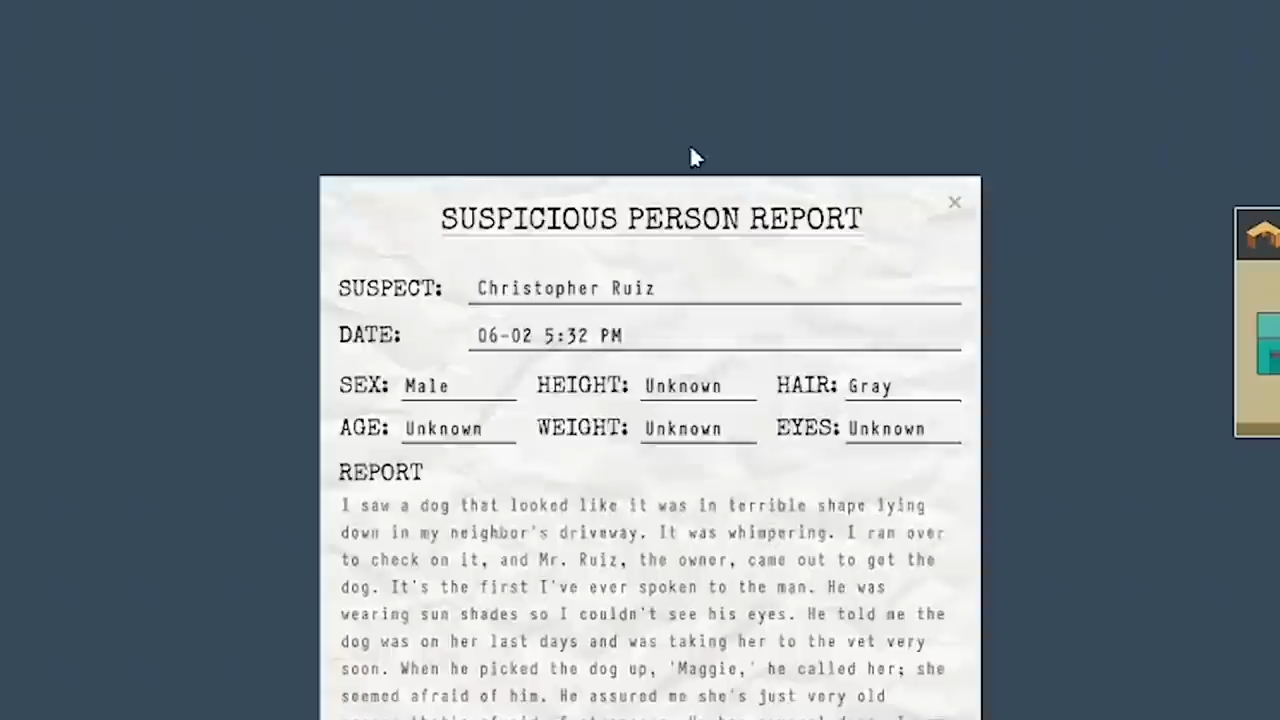 SUSPICIOUS PERSON REPORT
SUSPECT: Christopher Ruiz
DATE: 06-02 5:32 PM
SEX: Male HEIGHT: Unknown HAIR: Gray
AGE: Unknown WEIGHT: Unknown EYES: Unknown
REPORT
I saw a dog that looked like it was in terrible shape lying
down in my neighbor's driveway. It was whimpering. I ran over
to check on it, and Mr. Ruiz, the owner, came out to get the
dog. It's the first I've ever spoken to the man. He was
wearing sun shades so I couldn't see his eyes. He told me the
dog was on her last days and was taking her to the vet very
soon. When he picked the dog up, 'Maggie,' he called her; she
seemed afraid of him. He assured me she's just very old